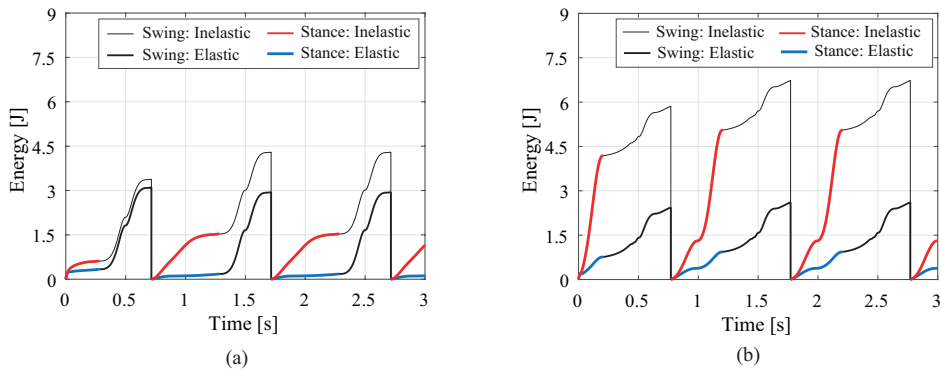 9
7.5
6
4.5
3
1.5
0
Energy [J]
Swing: Inelastic
Stance: Inelastic
Swing: Elastic
Stance: Elastic
0
0.5
1
1.5
2
2.5
3
Time [s]
(a)
9
7.5
6
4.5
3
1.5
0
Energy [J]
Swing: Inelastic
Stance: Inelastic
Swing: Elastic
Stance: Elastic
0
0.5
1
1.5
2
2.5
3
Time [s]
(b)